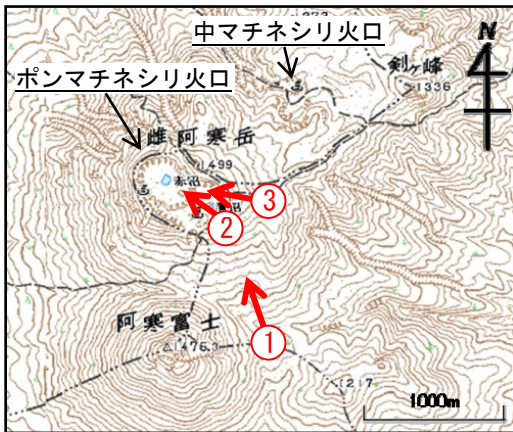 中マチネシリ火口
N
剣ヶ峰
1336
ポンマチネシリ火口
雌阿寒岳
1499
赤沼
③
②
阿寒富士
①
1476.3
1217
1000m